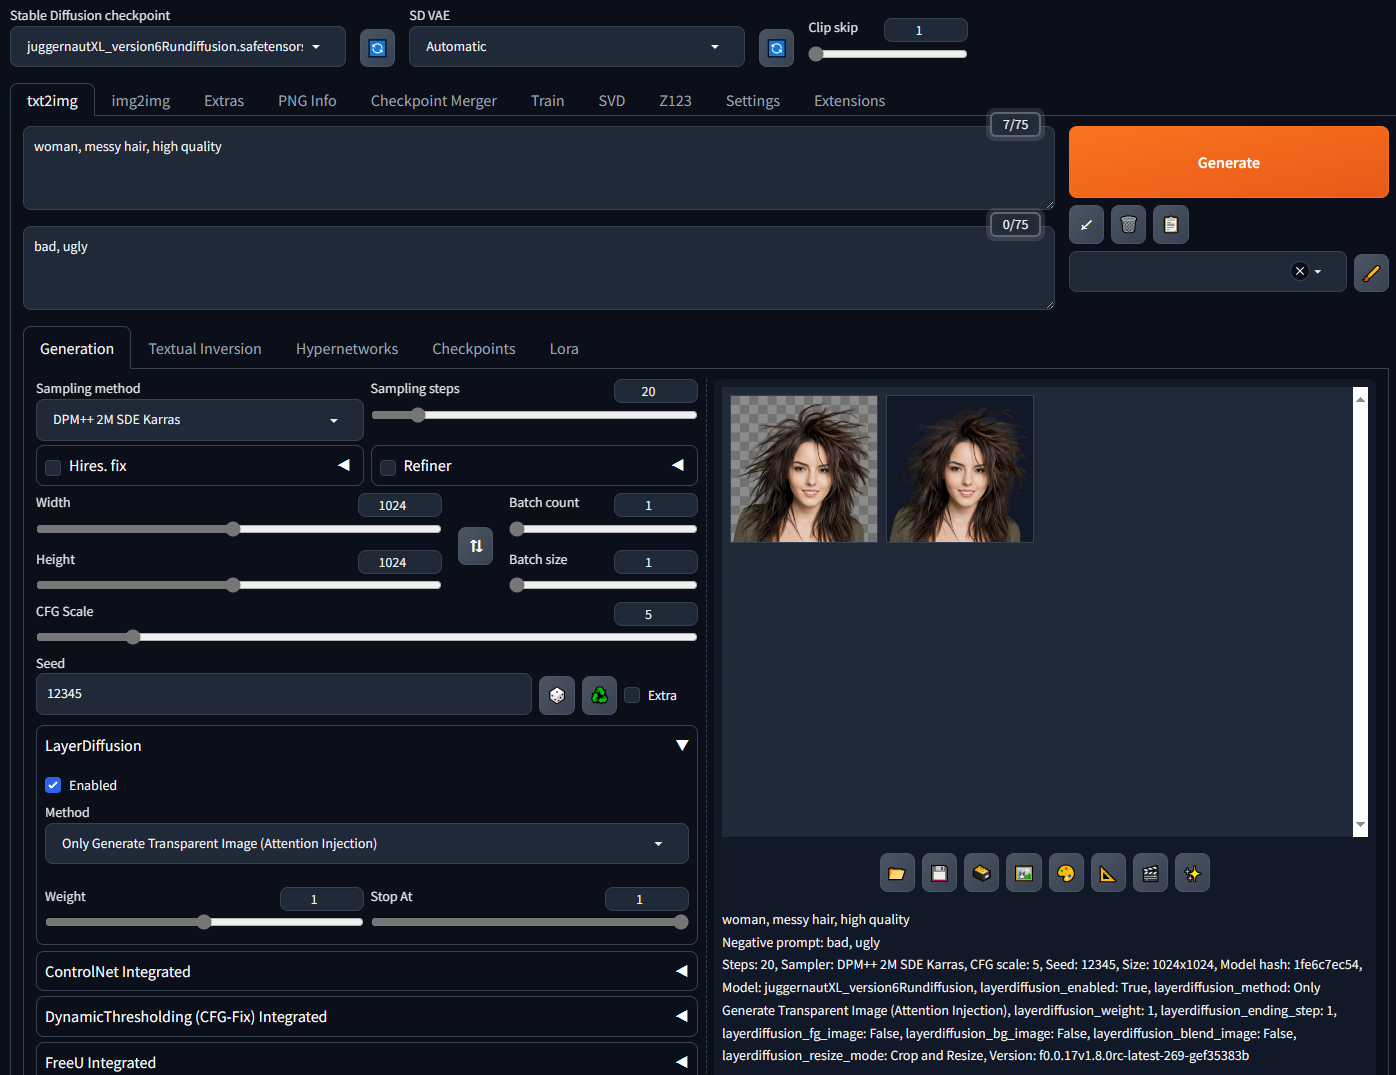 Stable Diffusion checkpoint
juggernautXL_version6Rundiffusion.safetensors
SD VAE
Automatic
Clip skip
1
txt2img
img2img
Extras
PNG Info
Checkpoint Merger
Train
SVD
Z123
Settings
Extensions
7/75
woman, messy hair, high quality
Generate
0/75
bad, ugly
Generation
Textual Inversion
Hypernetworks
Checkpoints
Lora
Sampling method
DPM++ 2M SDE Karras
Sampling steps
20
Hires. fix
Refiner
Width
1024
Batch count
1
Height
1024
Batch size
1
CFG Scale
5
Seed
12345
Extra
LayerDiffusion
Enabled
Method
Only Generate Transparent Image (Attention Injection)
Weight
1
Stop At
1
ControlNet Integrated
DynamicThresholding (CFG-Fix) Integrated
FreeU Integrated
woman, messy hair, high quality
Negative prompt: bad, ugly
Steps: 20, Sampler: DPM++ 2M SDE Karras, CFG scale: 5, Seed: 12345, Size: 1024x1024, Model hash: 1fe6c7ec54,
Model: juggernautXL_version6Rundiffusion, layerdiffusion_enabled: True, layerdiffusion_method: Only
Generate Transparent Image (Attention Injection), layerdiffusion_weight: 1, layerdiffusion_ending_step: 1,
layerdiffusion_fg_image: False, layerdiffusion_bg_image: False, layerdiffusion_blend_image: False,
layerdiffusion_resize_mode: Crop and Resize, Version: f0.0.17v1.8.0rc-latest-269-gef35383b